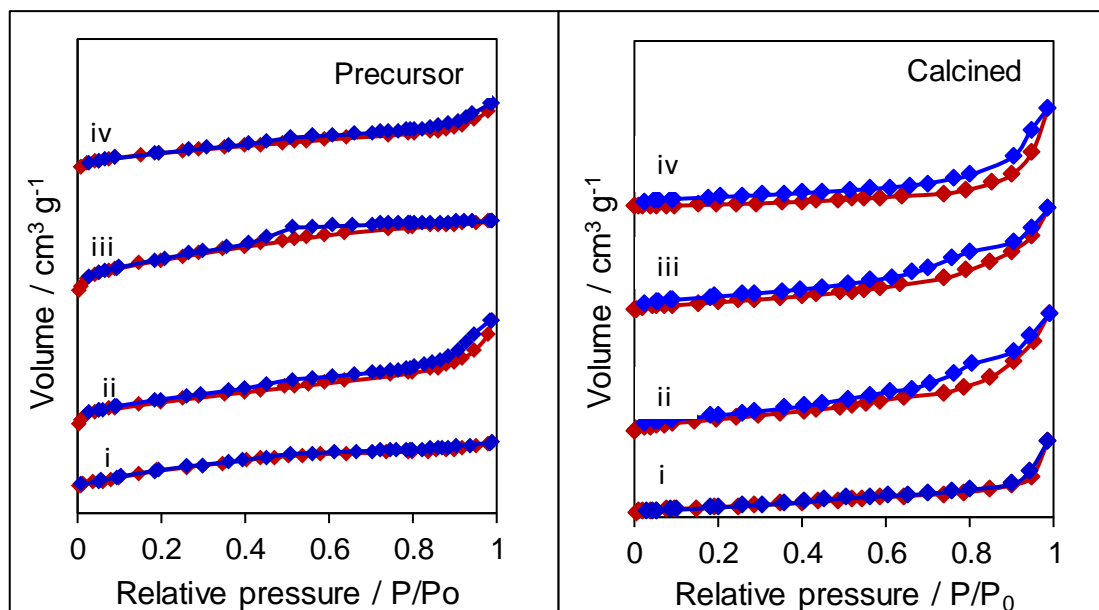 Precursor
iv
iii
ii
i
0
0.2
0.4
0.6
0.8
1
Volume / cm³ g⁻¹
Relative pressure / P/Po
Calcined
iv
iii
ii
i
0
0.2
0.4
0.6
0.8
1
Volume / cm³ g⁻¹
Relative pressure / P/P₀